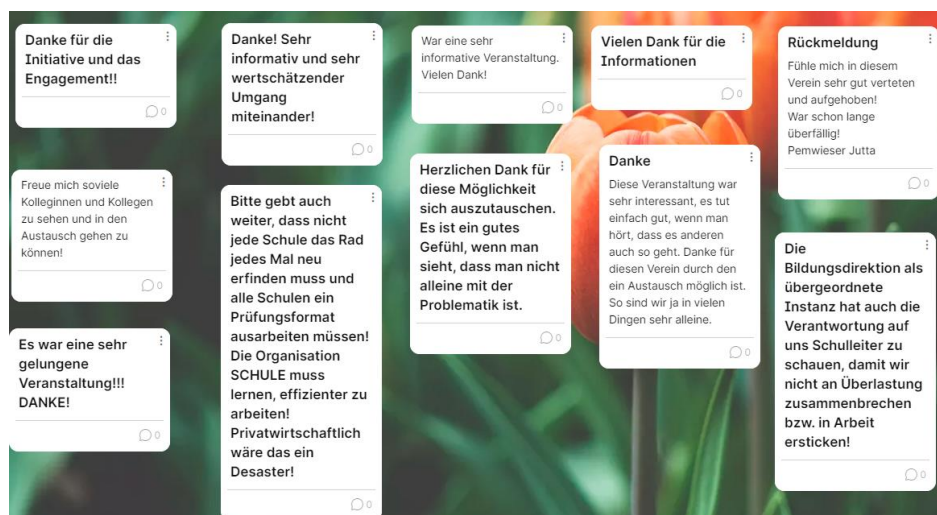 Danke für die
Initiative und das
Engagement!!
0
Freue mich soviele
Kolleginnen und Kollegen
zu sehen und in den
Austausch gehen zu
können!
0
Es war eine sehr
gelungene
Veranstaltung!!!
DANKE!
0
Danke! Sehr
informativ und sehr
wertschätzender
Umgang
miteinander!
0
Bitte gebt auch
weiter, dass nicht
jede Schule das Rad
jedes Mal neu
erfinden muss und
alle Schulen ein
Prüfungsformat
ausarbeiten müssen!
Die Organisation
SCHULE muss
lernen, effizienter zu
arbeiten!
Privatwirtschaftlich
wäre das ein
Desaster!
0
War eine sehr
informative Veranstaltung.
Vielen Dank!
0
Herzlichen Dank für
diese Möglichkeit
sich auszutauschen.
Es ist ein gutes
Gefühl, wenn man
sieht, dass man nicht
alleine mit der
Problematik ist.
0
Vielen Dank für die
Informationen
0
Danke
Diese Veranstaltung war
sehr interessant, es tut
einfach gut, wenn man
hört, dass es anderen
auch so geht. Danke für
diesen Verein durch den
ein Austausch möglich ist.
So sind wir ja in vielen
Dingen sehr alleine.
0
Rückmeldung
Fühle mich in diesem
Verein sehr gut verteten
und aufgehoben!
War schon lange
überfällig!
Pemwieser Jutta
0
Die
Bildungsdirektion als
übergeordnete
Instanz hat auch die
Verantwortung auf
uns Schulleiter zu
schauen, damit wir
nicht an Überlastung
zusammenbrechen
bzw. in Arbeit
ersticken!
0